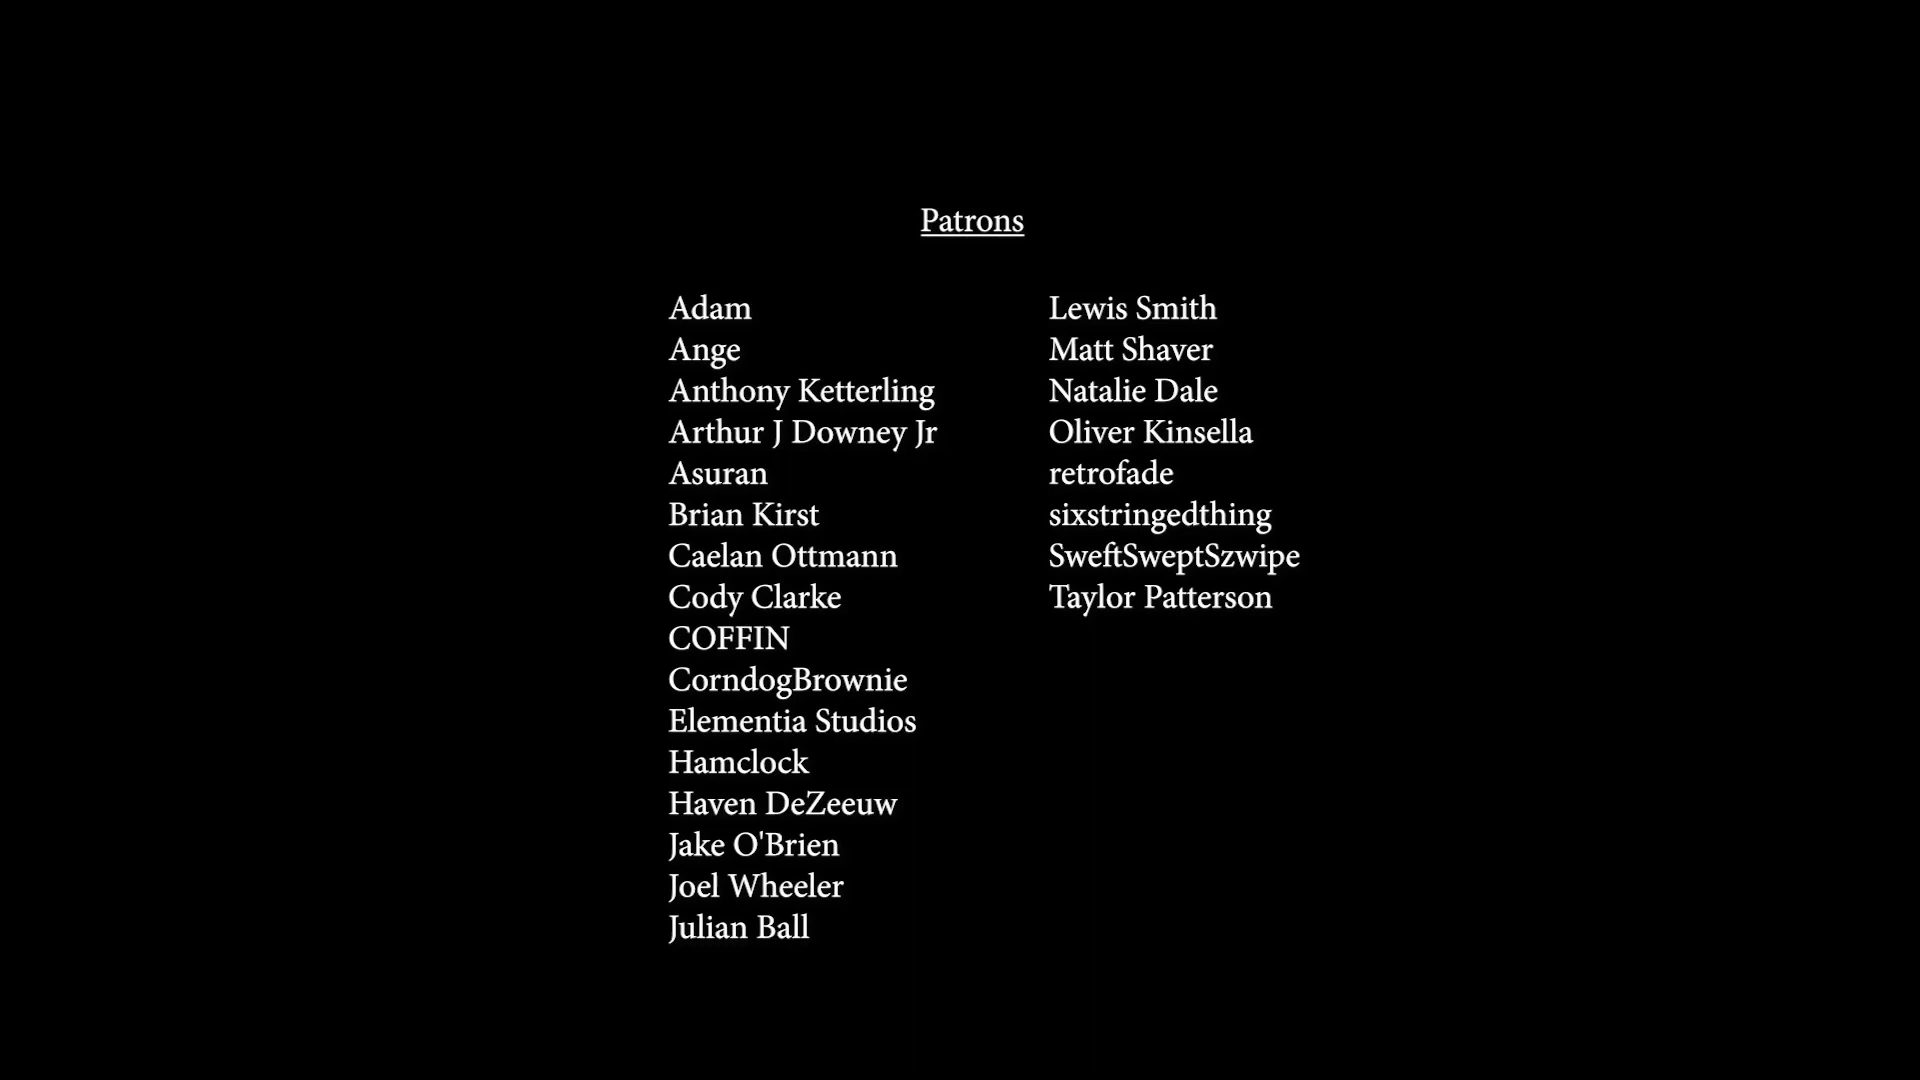 Patrons
Adam
Ange
Anthony Ketterling
Arthur J Downey Jr
Asuran
Brian Kirst
Caelan Ottmann
Cody Clarke
COFFIN
CorndogBrownie
Elementia Studios
Hamclock
Haven DeZeeuw
Jake O'Brien
Joel Wheeler
Julian Ball
Lewis Smith
Matt Shaver
Natalie Dale
Oliver Kinsella
retrofade
sixstringedthing
SweftSweptSzwipe
Taylor Patterson